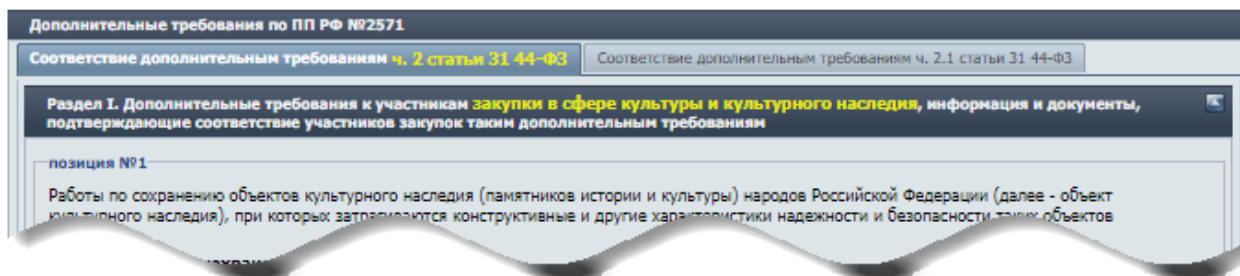 Дополнительные требования по ПП РФ №2571
Соответствие дополнительным требованиям ч. 2 статьи 31 44-ФЗ Соответствие дополнительным требованиям ч. 2.1 статьи 31 44-ФЗ
Раздел I. Дополнительные требования к участникам закупки в сфере культуры и культурного наследия, информация и документы,
подтверждающие соответствие участников закупок таким дополнительным требованиям
позиция №1
Работы по сохранению объектов культурного наследия (памятников истории и культуры) народов Российской Федерации (далее - объект
культурного наследия), при которых затрагиваются конструктивные и другие характеристики надежности и безопасности таких объектов